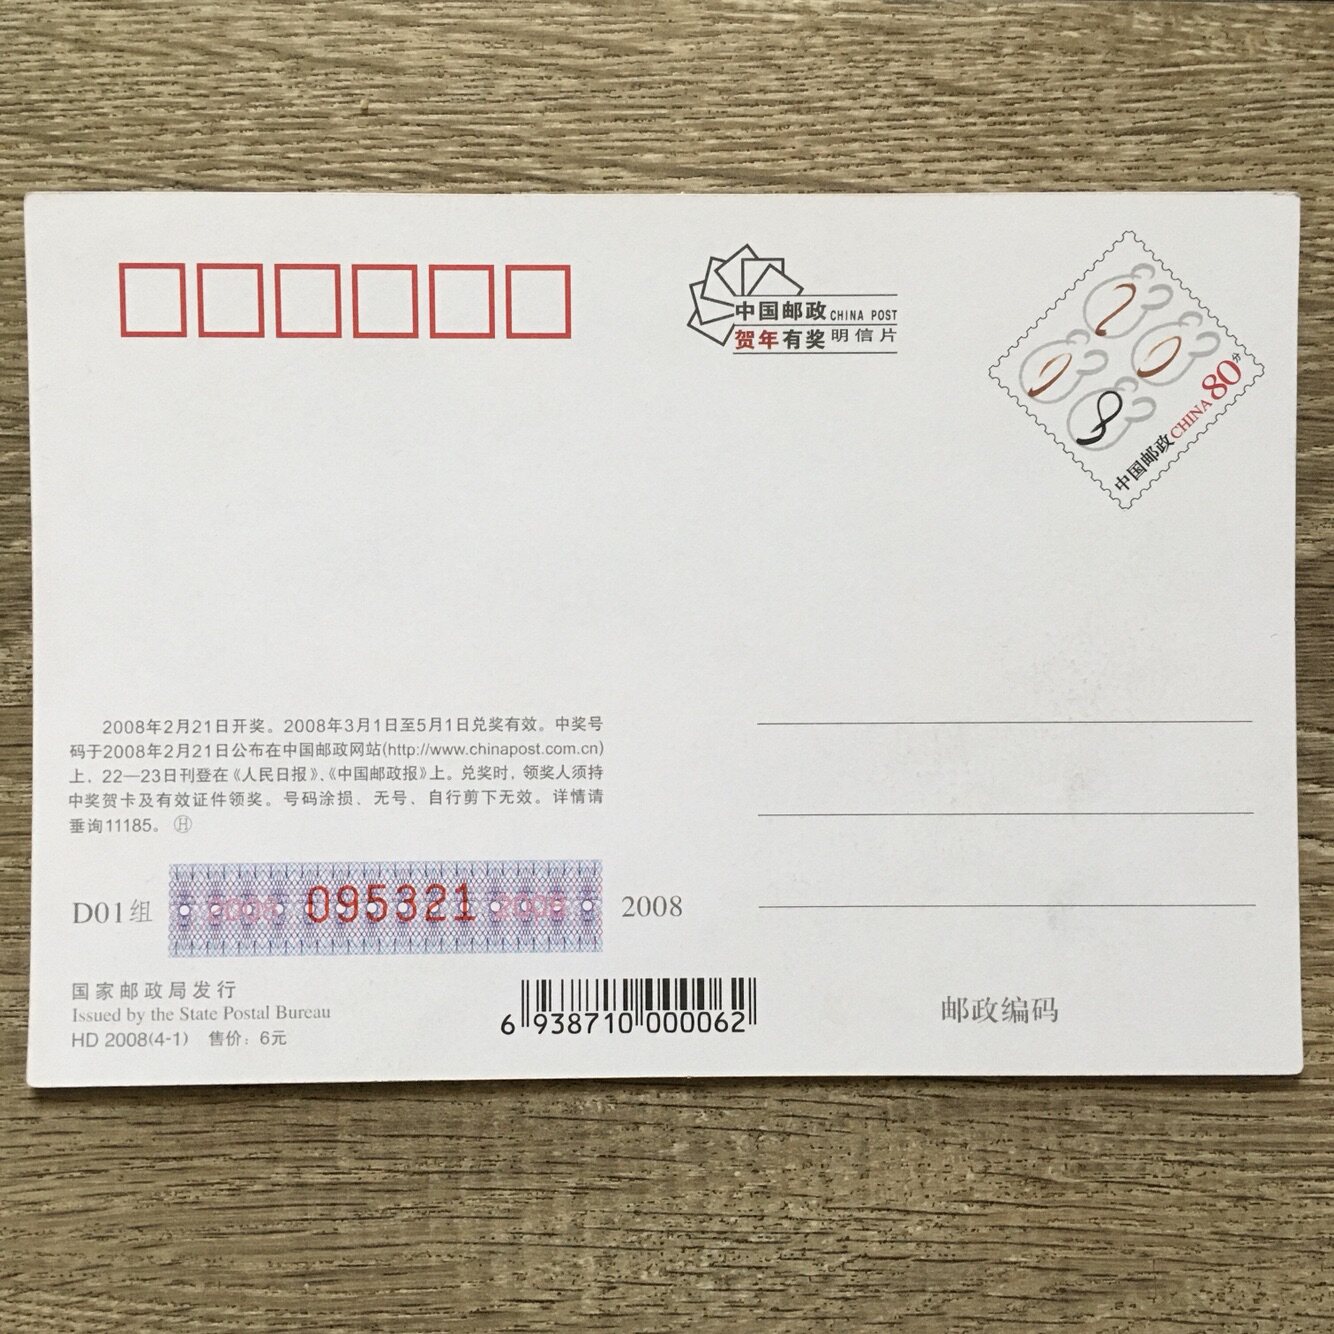 中国邮政 CHINA POST
贺年有奖明信片
2008
中国邮政 CHINA 80分
2008年2月21日开奖。2008年3月1日至5月1日兑奖有效。中奖号
码于2008年2月21日公布在中国邮政网站(http://www.chinapost.com.cn)
上，22—23日刊登在《人民日报》、《中国邮政报》上。兑奖时，领奖人须持
中奖贺卡及有效证件领奖。号码涂损、无号、自行剪下无效。详情请
垂询11185。 Ⓗ
D01组 2008 095321 2008 2008
国家邮政局发行
Issued by the State Postal Bureau
HD 2008(4-1) 售价：6元
6 938710 000062
邮政编码